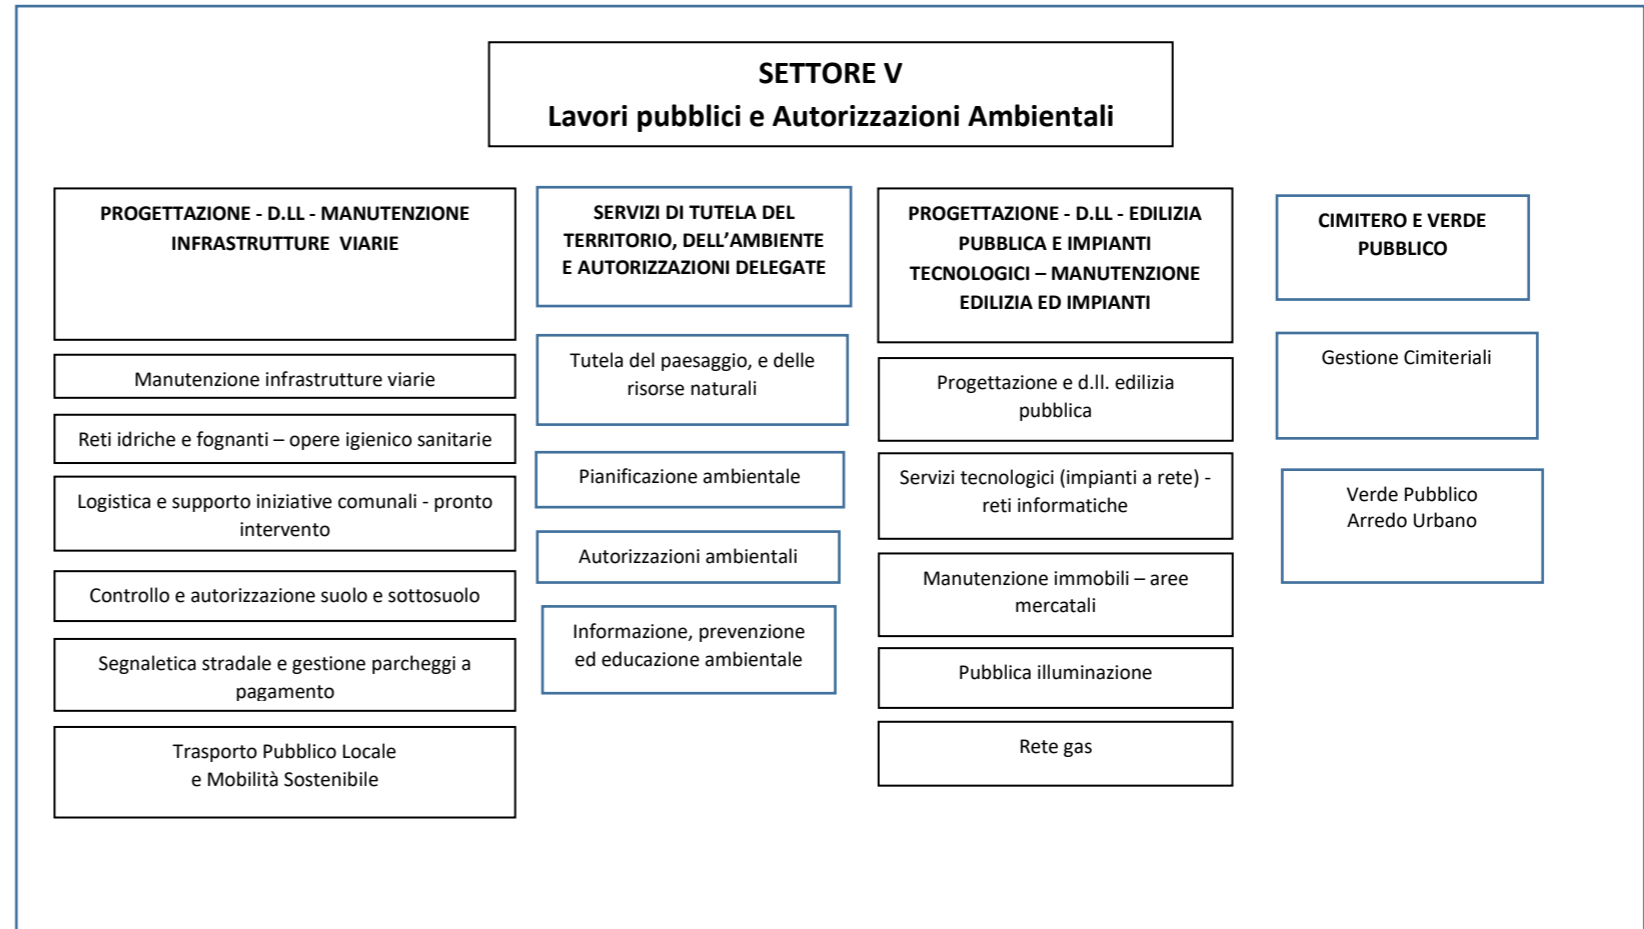 SETTORE V
Lavori pubblici e Autorizzazioni Ambientali
PROGETTAZIONE - D.LL - MANUTENZIONE
INFRASTRUTTURE VIARIE
Manutenzione infrastrutture viarie
Reti idriche e fognanti – opere igienico sanitarie
Logistica e supporto iniziative comunali - pronto
intervento
Controllo e autorizzazione suolo e sottosuolo
Segnaletica stradale e gestione parcheggi a
pagamento
Trasporto Pubblico Locale
e Mobilità Sostenibile
SERVIZI DI TUTELA DEL
TERRITORIO, DELL’AMBIENTE
E AUTORIZZAZIONI DELEGATE
Tutela del paesaggio, e delle
risorse naturali
Pianificazione ambientale
Autorizzazioni ambientali
Informazione, prevenzione
ed educazione ambientale
PROGETTAZIONE - D.LL - EDILIZIA
PUBBLICA E IMPIANTI
TECNOLOGICI – MANUTENZIONE
EDILIZIA ED IMPIANTI
Progettazione e d.ll. edilizia
pubblica
Servizi tecnologici (impianti a rete) -
reti informatiche
Manutenzione immobili – aree
mercatali
Pubblica illuminazione
Rete gas
CIMITERO E VERDE
PUBBLICO
Gestione Cimiteriali
Verde Pubblico
Arredo Urbano